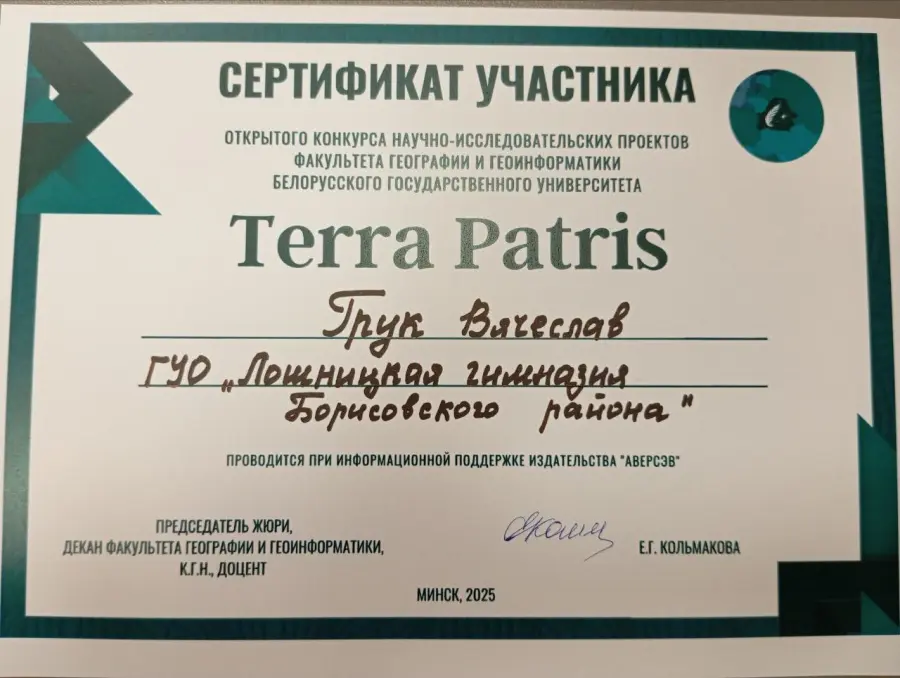 СЕРТИФИКАТ УЧАСТНИКА
ОТКРЫТОГО КОНКУРСА НАУЧНО-ИССЛЕДОВАТЕЛЬСКИХ ПРОЕКТОВ
ФАКУЛЬТЕТА ГЕОГРАФИИ И ГЕОИНФОРМАТИКИ
БЕЛОРУССКОГО ГОСУДАРСТВЕННОГО УНИВЕРСИТЕТА
Terra Patris
Грук Вячеслав
ГУО „Лошницкая гимназия
Борисовского района"
ПРОВОДИТСЯ ПРИ ИНФОРМАЦИОННОЙ ПОДДЕРЖКЕ ИЗДАТЕЛЬСТВА "АВЕРСЭВ"
ПРЕДСЕДАТЕЛЬ ЖЮРИ,
ДЕКАН ФАКУЛЬТЕТА ГЕОГРАФИИ И ГЕОИНФОРМАТИКИ,
К.Г.Н., ДОЦЕНТ
Е.Г. КОЛЬМАКОВА
МИНСК, 2025